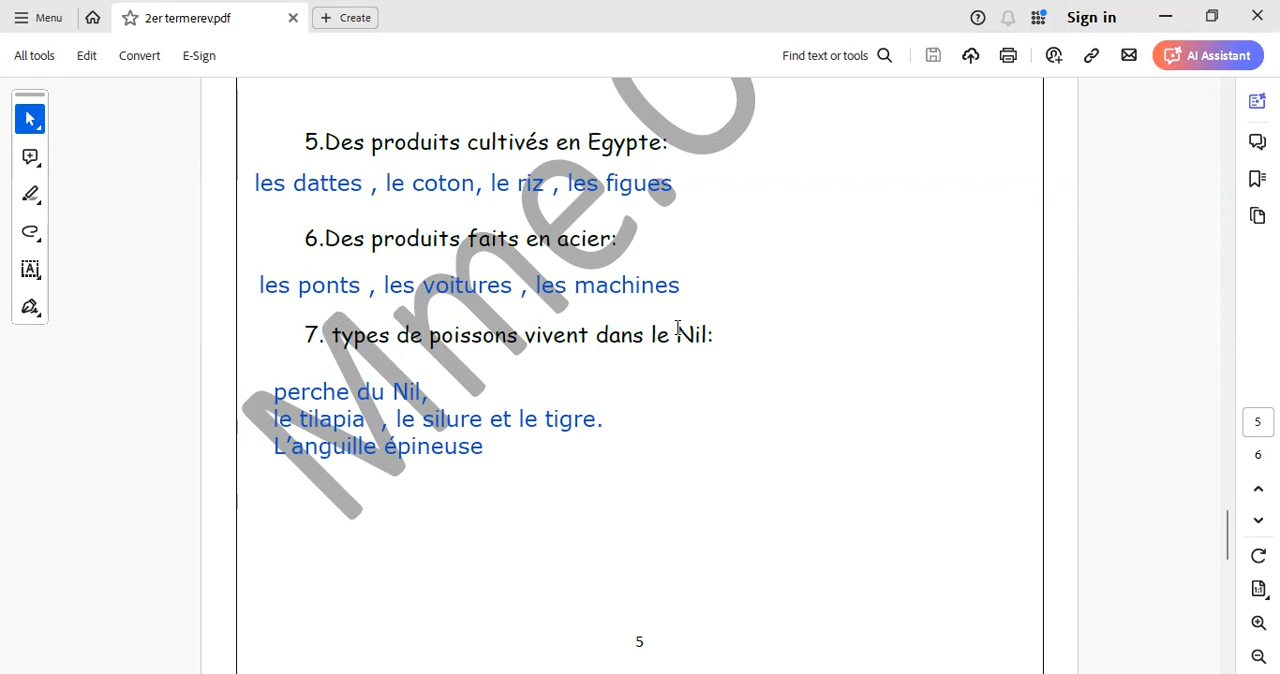 Menu
2er termerev.pdf
Create
Sign in
All tools
Edit
Convert
E-Sign
Find text or tools
AI Assistant
5.Des produits cultivés en Egypte:
les dattes , le coton, le riz , les figues
6.Des produits faits en acier:
les ponts , les voitures , les machines
7. types de poissons vivent dans le Nil:
perche du Nil,
le tilapia , le silure et le tigre.
L'anguille épineuse
5
Mme.
5
6